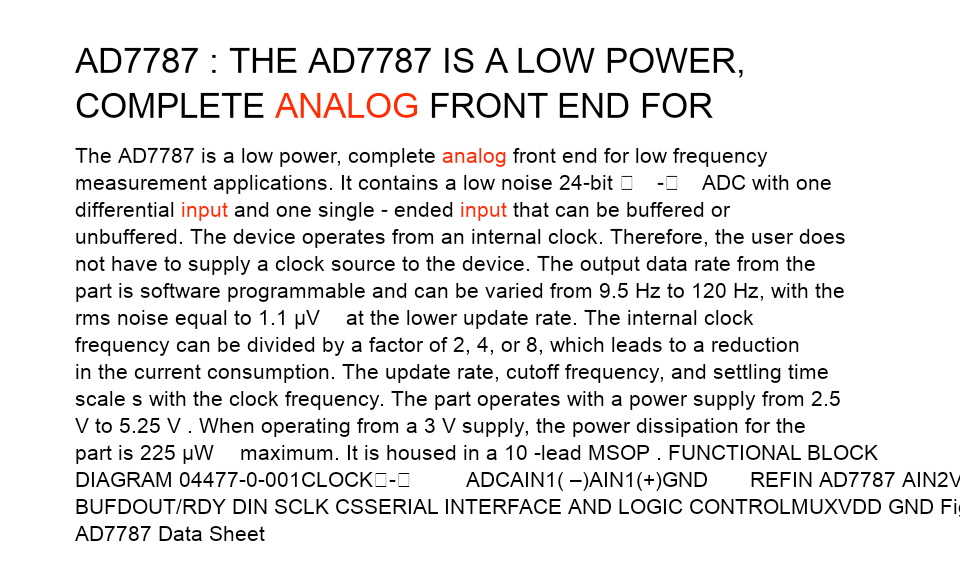 AD7787 : THE AD7787 IS A LOW POWER,
COMPLETE ANALOG FRONT END FOR
The AD7787 is a low power, complete analog front end for low frequency
measurement applications. It contains a low noise 24-bit □ -□ ADC with one
differential input and one single - ended input that can be buffered or
unbuffered. The device operates from an internal clock. Therefore, the user does
not have to supply a clock source to the device. The output data rate from the
part is software programmable and can be varied from 9.5 Hz to 120 Hz, with the
rms noise equal to 1.1 μV at the lower update rate. The internal clock
frequency can be divided by a factor of 2, 4, or 8, which leads to a reduction
in the current consumption. The update rate, cutoff frequency, and settling time
scale s with the clock frequency. The part operates with a power supply from 2.5
V to 5.25 V . When operating from a 3 V supply, the power dissipation for the
part is 225 μW maximum. It is housed in a 10 -lead MSOP . FUNCTIONAL BLOCK
DIAGRAM 04477-0-001CLOCK□-□ ADCAIN1( –)AIN1(+)GND REFIN AD7787 AIN2V
BUFDOUT/RDY DIN SCLK CSSERIAL INTERFACE AND LOGIC CONTROLMUXVDD GND
AD7787 Data Sheet